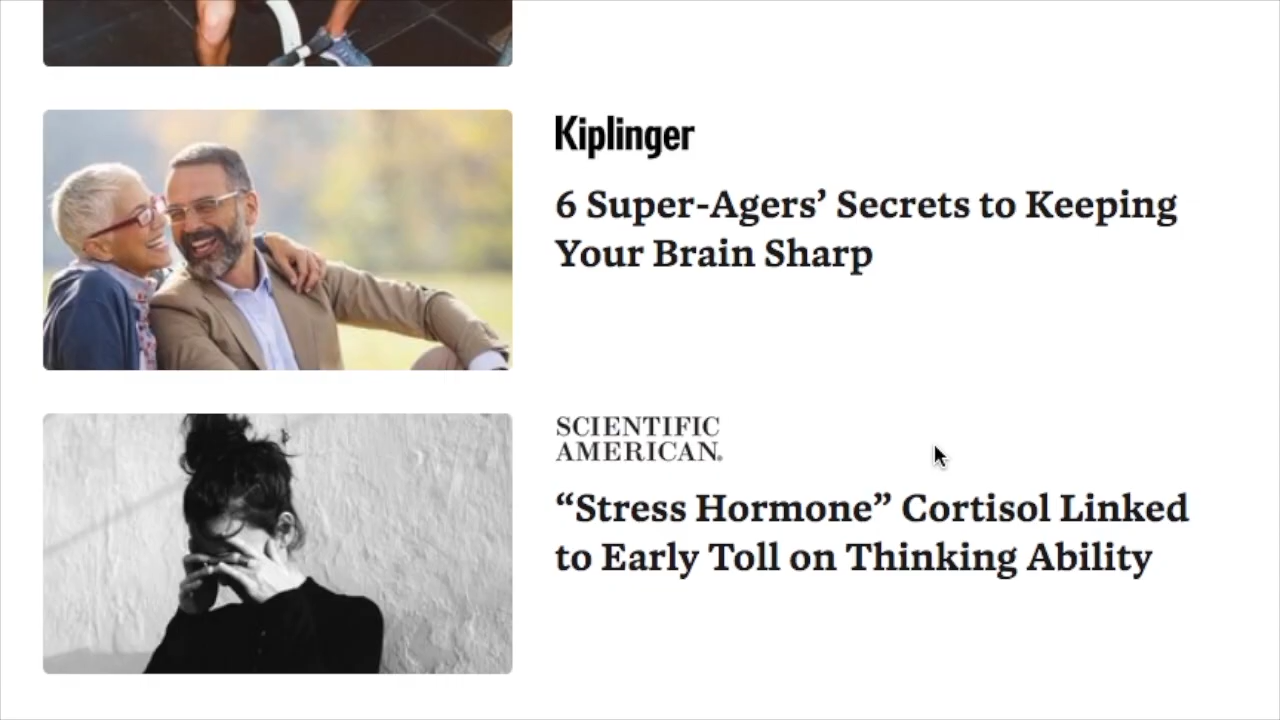 Kiplinger
6 Super-Agers’ Secrets to Keeping
Your Brain Sharp
SCIENTIFIC
AMERICAN®
“Stress Hormone” Cortisol Linked
to Early Toll on Thinking Ability